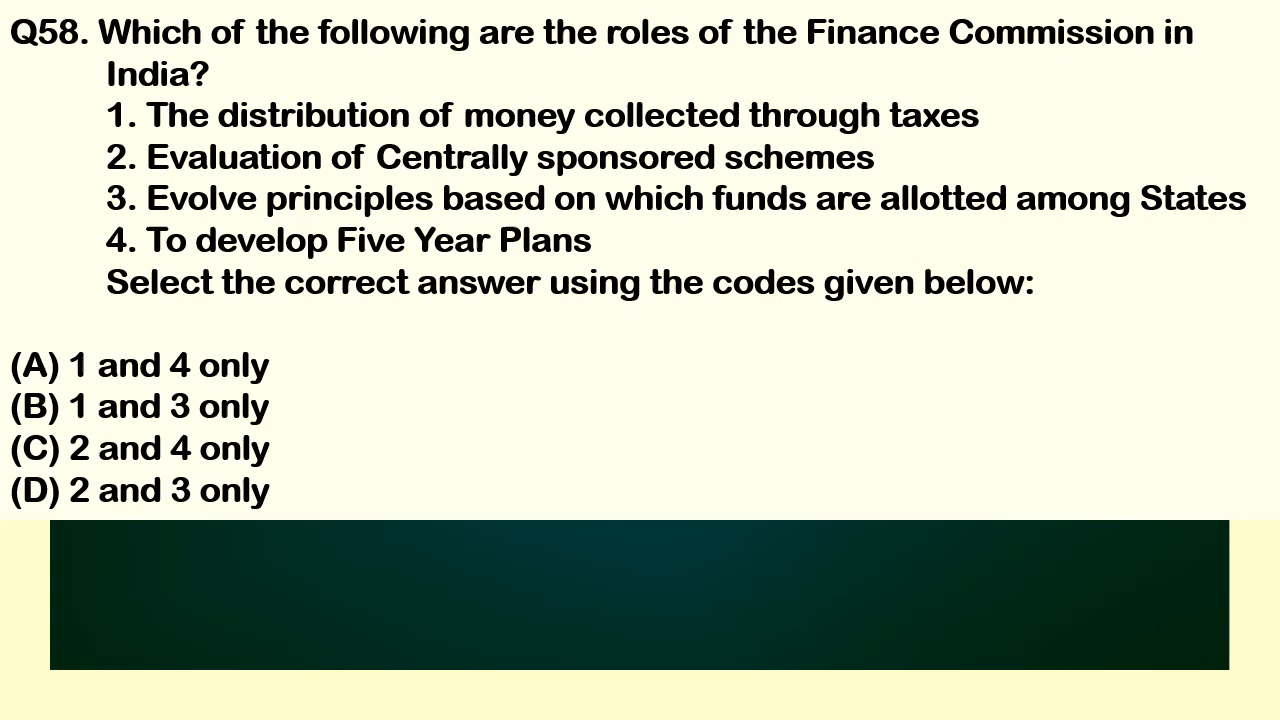 Q58. Which of the following are the roles of the Finance Commission in
India?
1. The distribution of money collected through taxes
2. Evaluation of Centrally sponsored schemes
3. Evolve principles based on which funds are allotted among States
4. To develop Five Year Plans
Select the correct answer using the codes given below:
(A) 1 and 4 only
(B) 1 and 3 only
(C) 2 and 4 only
(D) 2 and 3 only